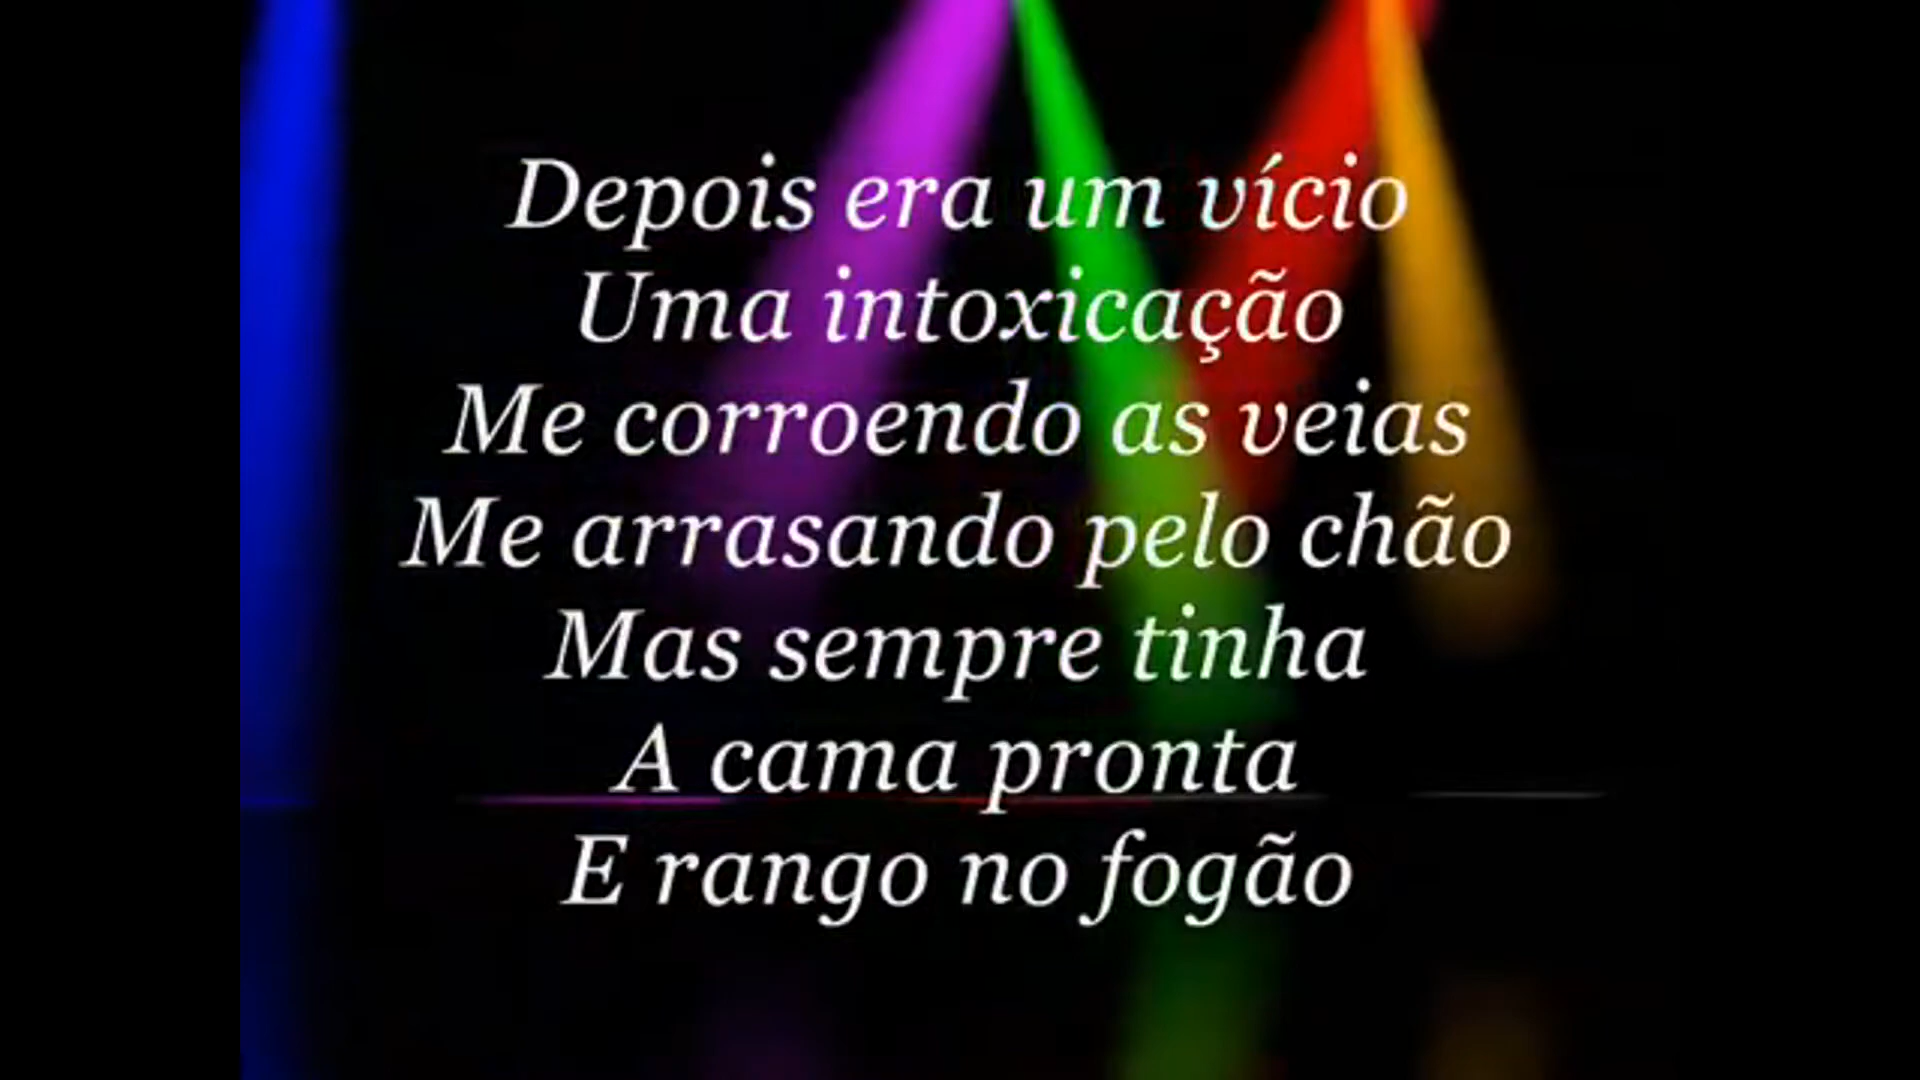 Depois era um vício
Uma intoxicação
Me corroendo as veias
Me arrasando pelo chão
Mas sempre tinha
A cama pronta
E rango no fogão